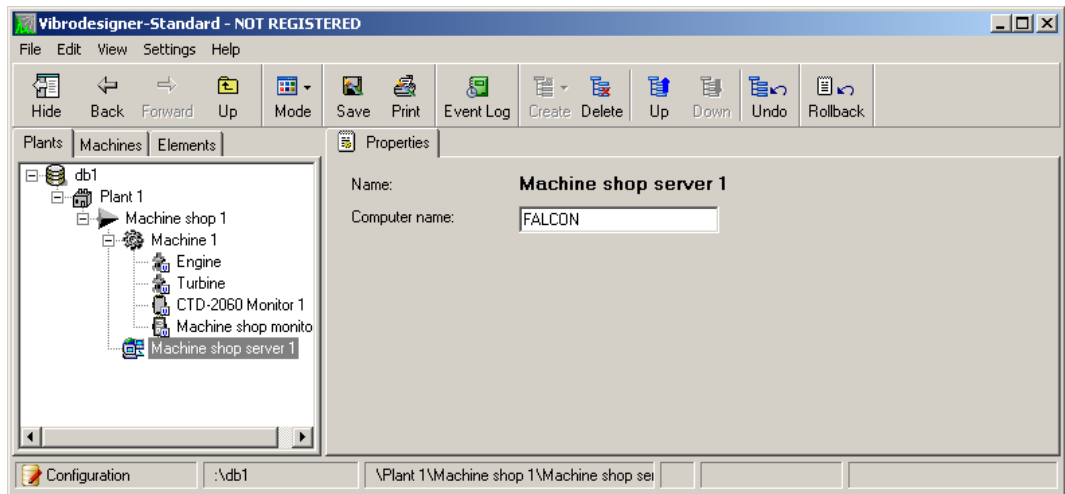 Vibrodesigner-Standard - NOT REGISTERED
File Edit View Settings Help
Hide Back Forward Up Mode Save Print Event Log Create Delete Up Down Undo Rollback
Plants Machines Elements
Properties
db1
Plant 1
Machine shop 1
Machine 1
Engine
Turbine
CTD-2060 Monitor 1
Machine shop monito
Machine shop server 1
Name: Machine shop server 1
Computer name: FALCON
Configuration :\db1 \Plant 1\Machine shop 1\Machine shop sei